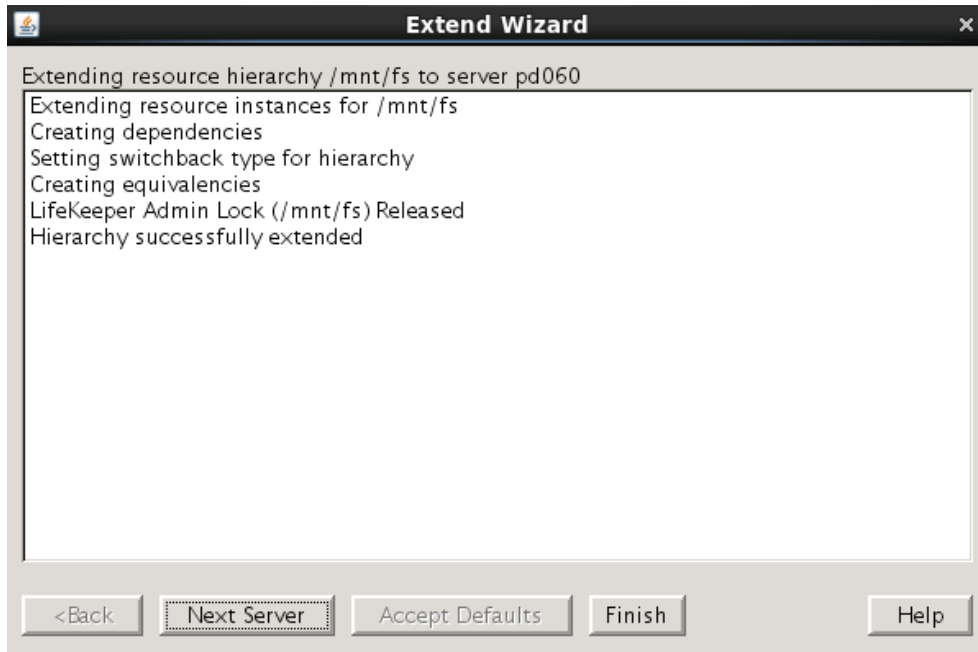 Extend Wizard
Extending resource hierarchy /mnt/fs to server pd060
Extending resource instances for /mnt/fs
Creating dependencies
Setting switchback type for hierarchy
Creating equivalencies
LifeKeeper Admin Lock (/mnt/fs) Released
Hierarchy successfully extended
<Back Next Server Accept Defaults Finish Help